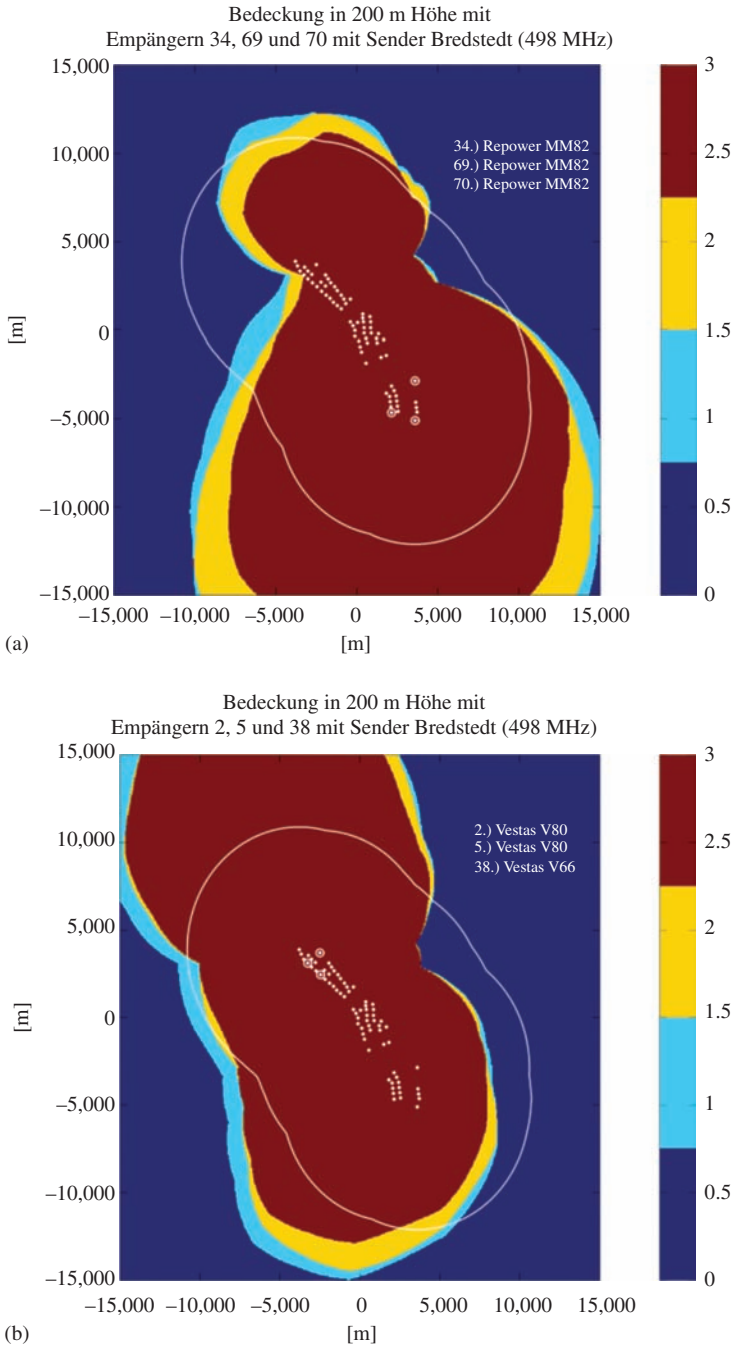 Bedeckung in 200 m Höhe mit
Empfängern 34, 69 und 70 mit Sender Bredstedt (498 MHz)
15,000
10,000
5,000
0
–5,000
–10,000
–15,000
[m]
34.) Repower MM82
69.) Repower MM82
70.) Repower MM82
3
2.5
2
1.5
1
0.5
0
–15,000 –10,000 –5,000 0 5,000 10,000 15,000
[m]
(a)
Bedeckung in 200 m Höhe mit
Empfängern 2, 5 und 38 mit Sender Bredstedt (498 MHz)
15,000
10,000
5,000
0
–5,000
–10,000
–15,000
[m]
2.) Vestas V80
5.) Vestas V80
38.) Vestas V66
3
2.5
2
1.5
1
0.5
0
–15,000 –10,000 –5,000 0 5,000 10,000 15,000
[m]
(b)